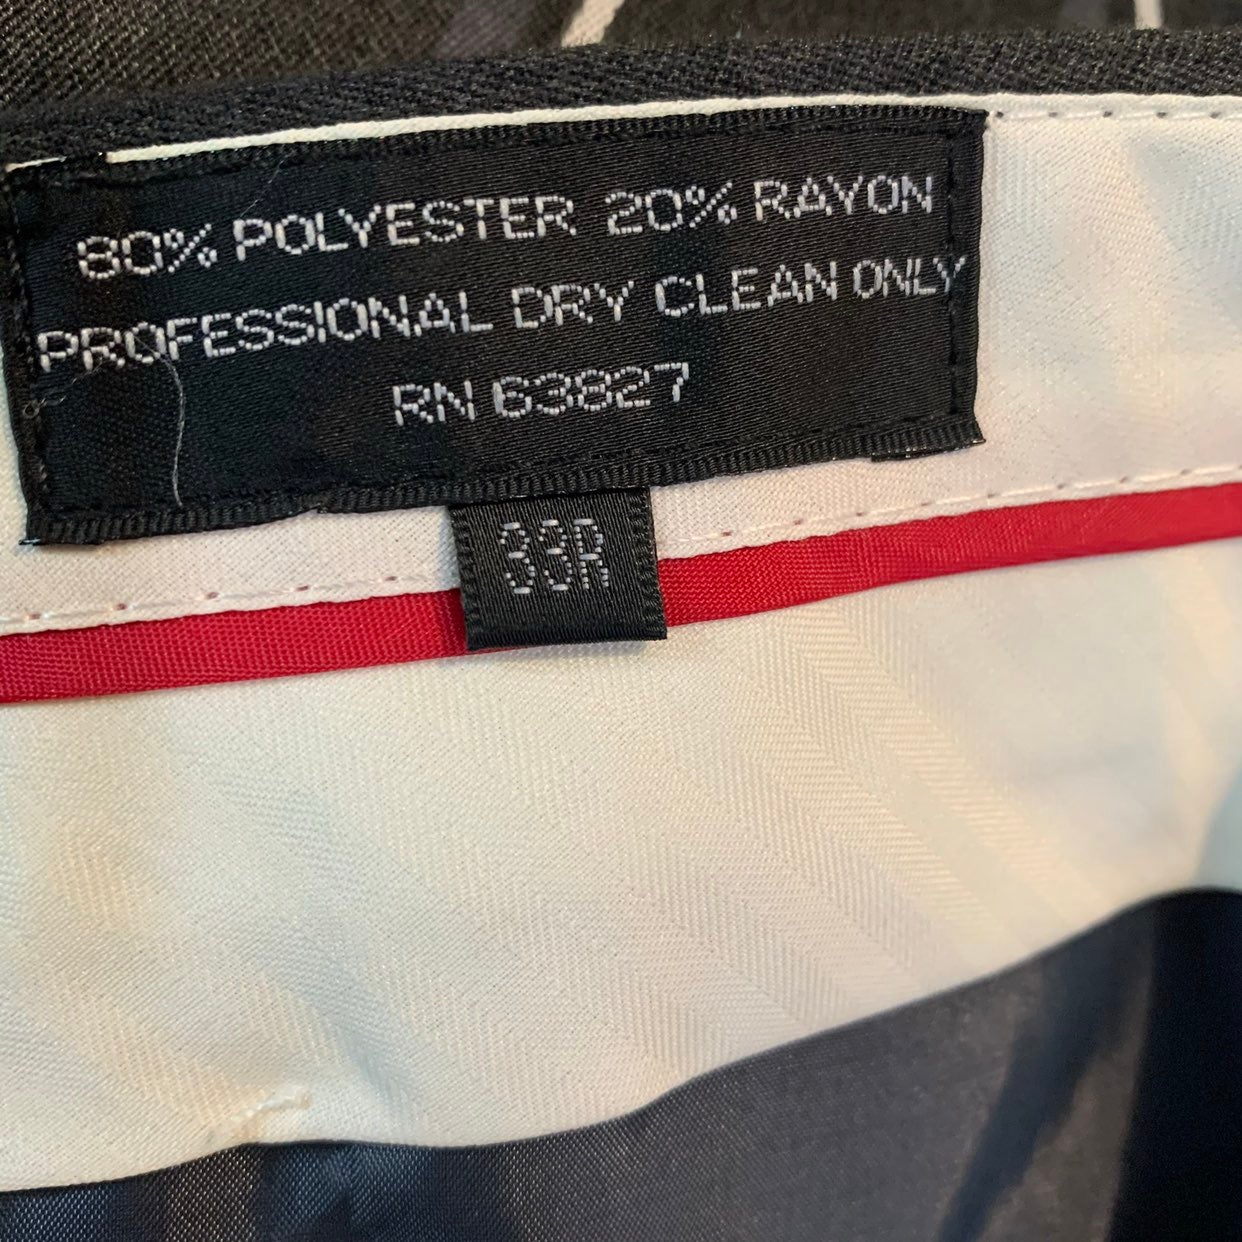 80% POLYESTER 20% RAYON
PROFESSIONAL DRY CLEAN ONLY
RN 63827
33R